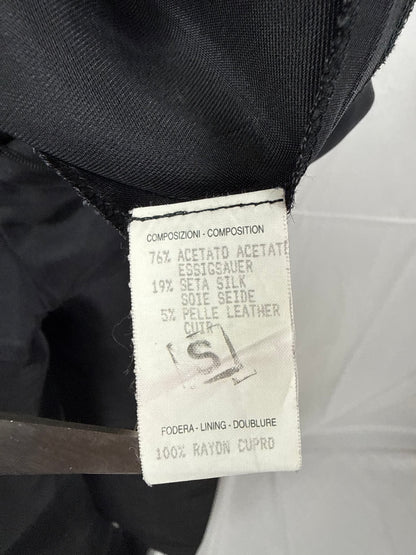 COMPOSIZIONI - COMPOSITION
76% ACETATO ACETAT
ESSIGSAUER
19% SETA SILK
SOIE SEIDE
5% PELLE LEATHER
CUIR
S
FODERA - LINING - DOUBLURE
100% RAYON CUPRO